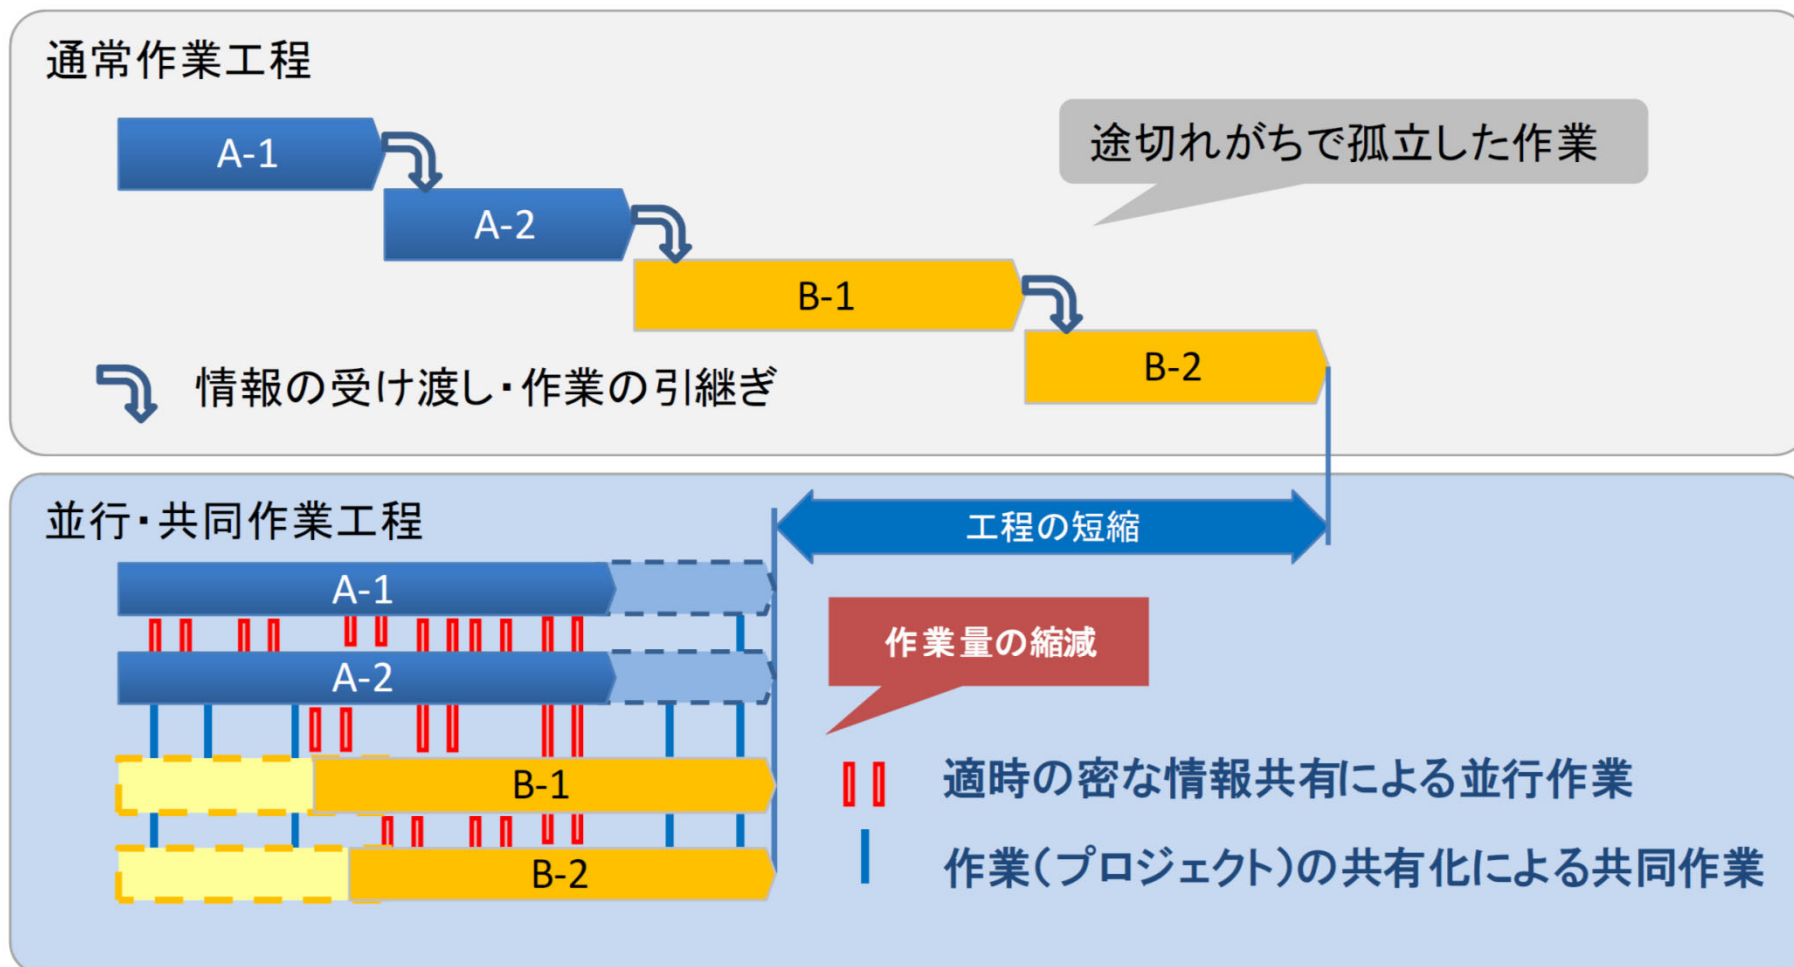 通常作業工程
A-1
途切れがちで孤立した作業
A-2
B-1
B-2
情報の受け渡し・作業の引継ぎ
並行・共同作業工程
工程の短縮
A-1
作業量の縮減
A-2
B-1
適時の密な情報共有による並行作業
B-2
作業(プロジェクト)の共有化による共同作業